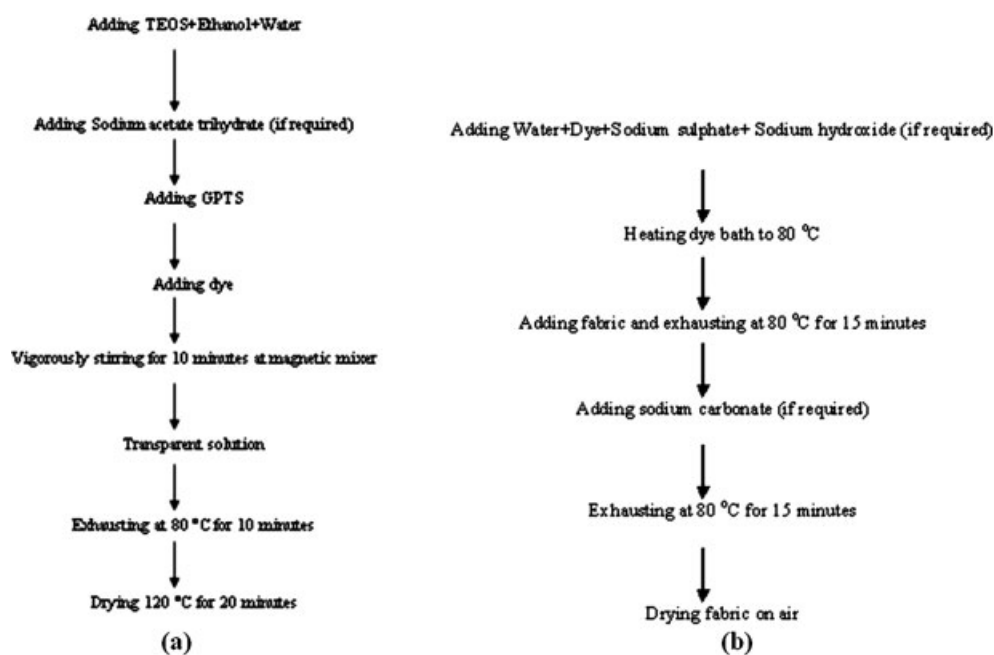 Adding TEOS+Ethanol+Water
Adding Sodium acetate trihydrate (if required)
Adding GPTS
Adding dye
Vigorously stirring for 10 minutes at magnetic mixer
Transparent solution
Exhausting at 80 °C for 10 minutes
Drying 120 °C for 20 minutes
(a)
Adding Water+Dye+Sodium sulphate+ Sodium hydroxide (if required)
Heating dye bath to 80 °C
Adding fabric and exhausting at 80 °C for 15 minutes
Adding sodium carbonate (if required)
Exhausting at 80 °C for 15 minutes
Drying fabric on air
(b)